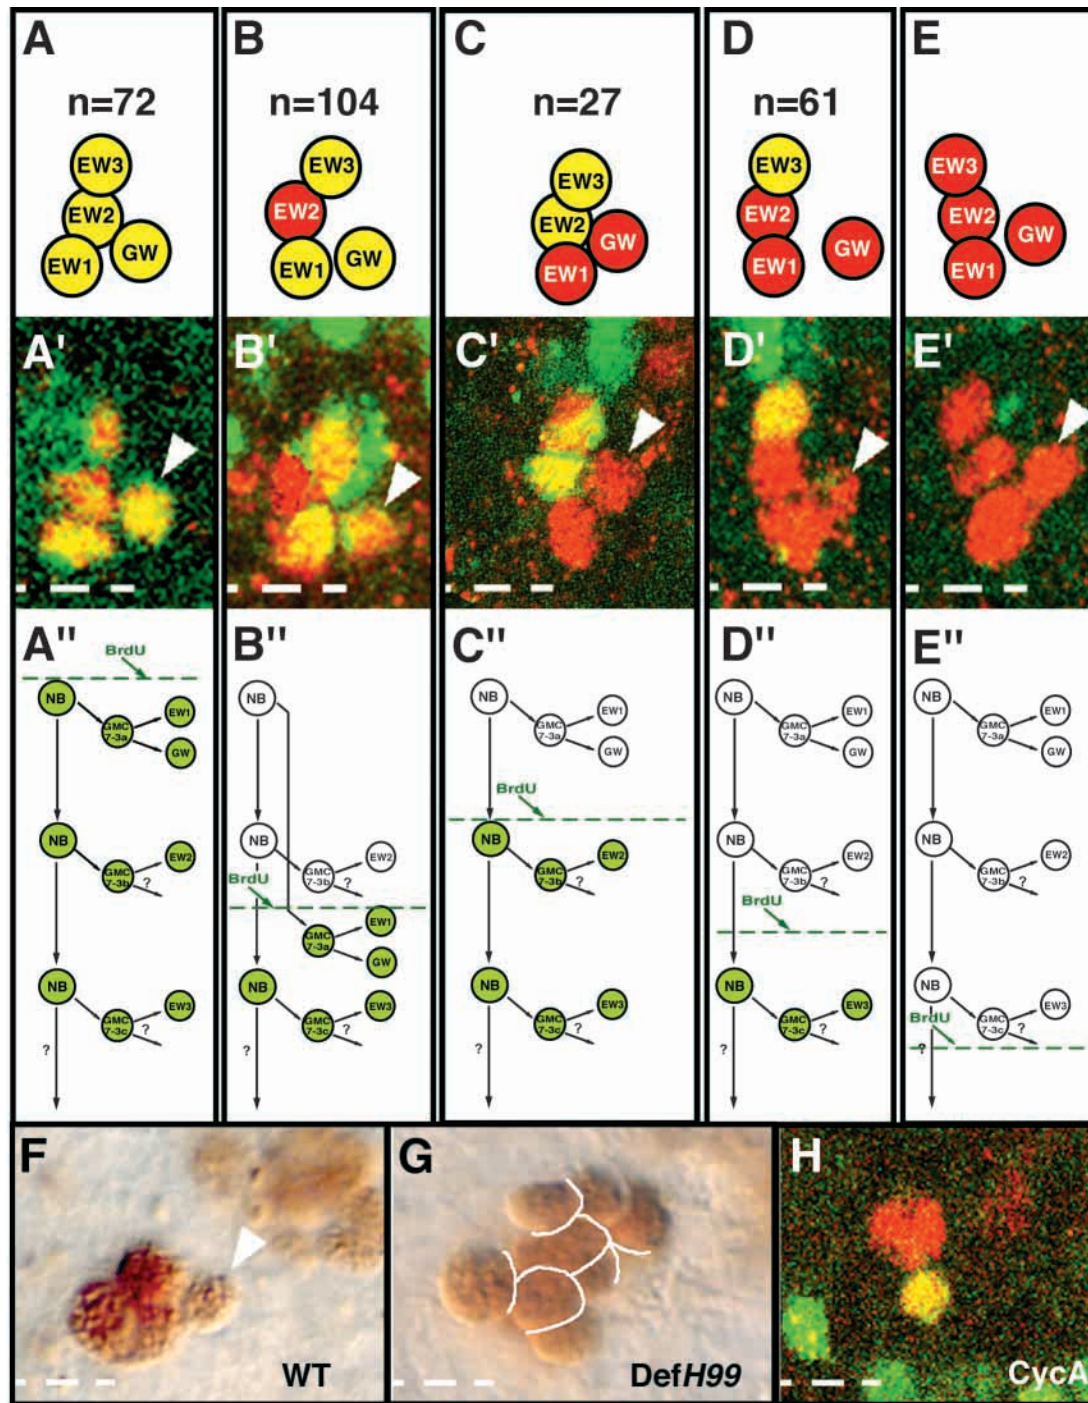 A
B
C
D
E
n=72
n=104
n=27
n=61
EW3
EW2
EW1
GW
EW3
EW2
EW1
GW
EW3
EW2
GW
EW1
EW3
EW2
EW1
GW
EW3
EW2
EW1
GW
A'
B'
C'
D'
E'
A"
BrdU
NB
GMC
7-3a
EW1
GW
NB
GMC
7-3b
EW2
?
NB
GMC
7-3c
EW3
?
?
B"
NB
NB
GMC
7-3b
EW2
?
BrdU
GMC
7-3a
EW1
GW
NB
GMC
7-3c
EW3
?
?
C"
NB
GMC
7-3a
EW1
GW
BrdU
NB
GMC
7-3b
EW2
?
NB
GMC
7-3c
EW3
?
?
D"
NB
GMC
7-3a
EW1
GW
NB
GMC
7-3b
EW2
?
BrdU
NB
GMC
7-3c
EW3
?
?
E"
NB
GMC
7-3a
EW1
GW
NB
GMC
7-3b
EW2
?
NB
GMC
7-3c
EW3
?
BrdU
?
F
WT
G
DefH99
H
CycA